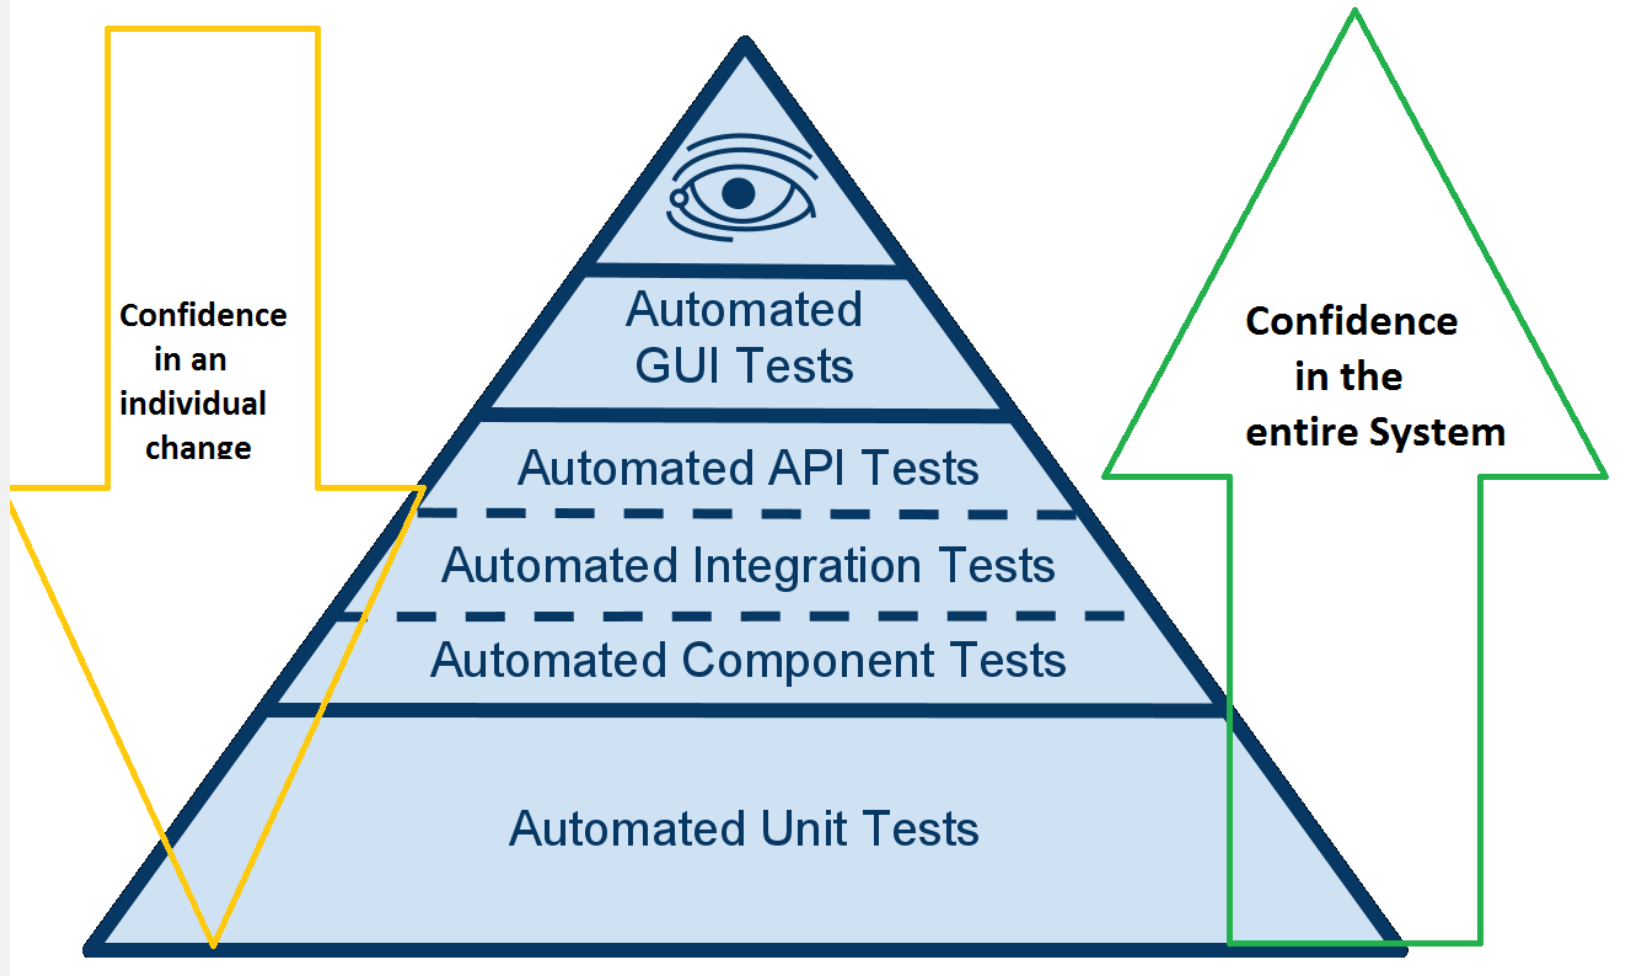 Confidence
in an
individual
change
Automated
GUI Tests
Automated API Tests
Automated Integration Tests
Automated Component Tests
Automated Unit Tests
Confidence
in the
entire System